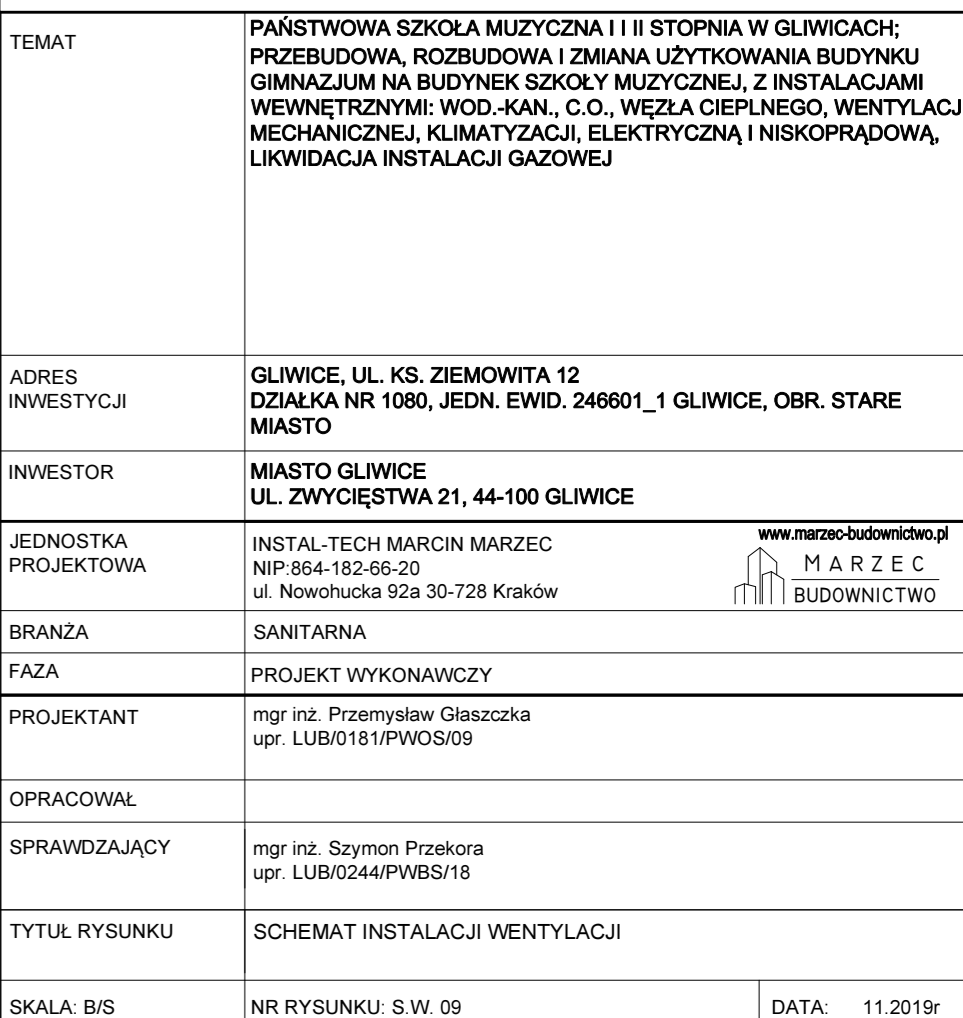 TEMAT
PAŃSTWOWA SZKOŁA MUZYCZNA I I II STOPNIA W GLIWICACH;
PRZEBUDOWA, ROZBUDOWA I ZMIANA UŻYTKOWANIA BUDYNKU
GIMNAZJUM NA BUDYNEK SZKOŁY MUZYCZNEJ, Z INSTALACJAMI
WEWNĘTRZNYMI: WOD.-KAN., C.O., WĘZŁA CIEPLNEGO, WENTYLACJ
MECHANICZNEJ, KLIMATYZACJI, ELEKTRYCZNĄ I NISKOPRĄDOWĄ,
LIKWIDACJA INSTALACJI GAZOWEJ
ADRES
INWESTYCJI
GLIWICE, UL. KS. ZIEMOWITA 12
DZIAŁKA NR 1080, JEDN. EWID. 246601_1 GLIWICE, OBR. STARE
MIASTO
INWESTOR
MIASTO GLIWICE
UL. ZWYCIĘSTWA 21, 44-100 GLIWICE
JEDNOSTKA
PROJEKTOWA
INSTAL-TECH MARCIN MARZEC
NIP:864-182-66-20
ul. Nowohucka 92a 30-728 Kraków
www.marzec-budownictwo.pl
MARZEC
BUDOWNICTWO
BRANŻA
SANITARNA
FAZA
PROJEKT WYKONAWCZY
PROJEKTANT
mgr inż. Przemysław Głaszczka
upr. LUB/0181/PWOS/09
OPRACOWAŁ
SPRAWDZAJĄCY
mgr inż. Szymon Przekora
upr. LUB/0244/PWBS/18
TYTUŁ RYSUNKU
SCHEMAT INSTALACJI WENTYLACJI
SKALA: B/S
NR RYSUNKU: S.W. 09
DATA: 11.2019r